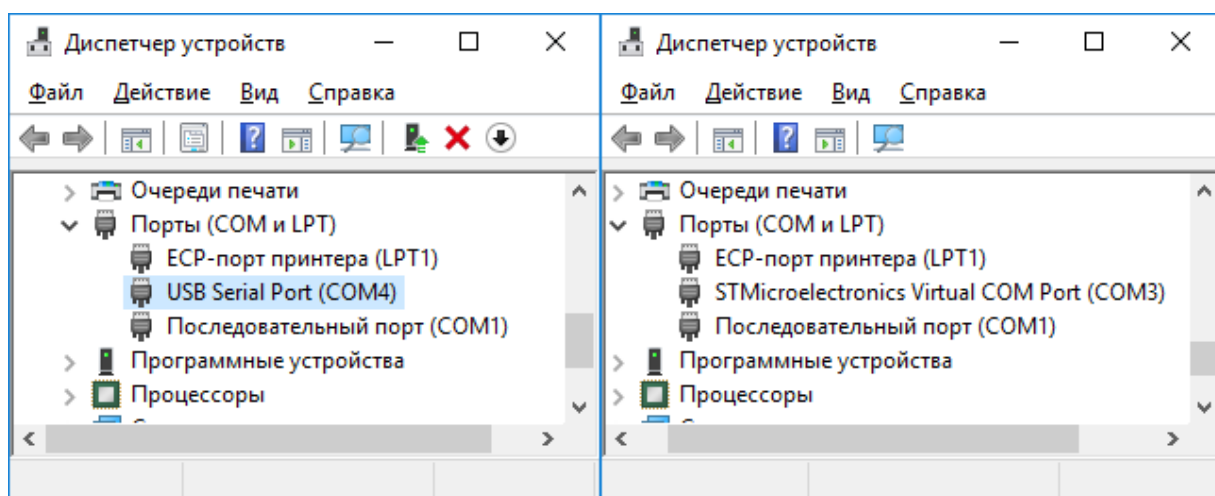 Диспетчер устройств
Файл Действие Вид Справка
Очереди печати
Порты (COM и LPT)
ECP-порт принтера (LPT1)
USB Serial Port (COM4)
Последовательный порт (COM1)
Программные устройства
Процессоры
Диспетчер устройств
Файл Действие Вид Справка
Очереди печати
Порты (COM и LPT)
ECP-порт принтера (LPT1)
STMicroelectronics Virtual COM Port (COM3)
Последовательный порт (COM1)
Программные устройства
Процессоры